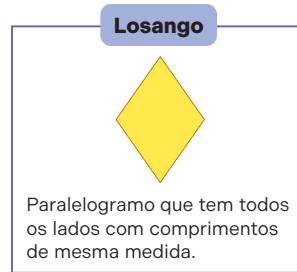 Losango
Paralelogramo que tem todos
os lados com comprimentos
de mesma medida.